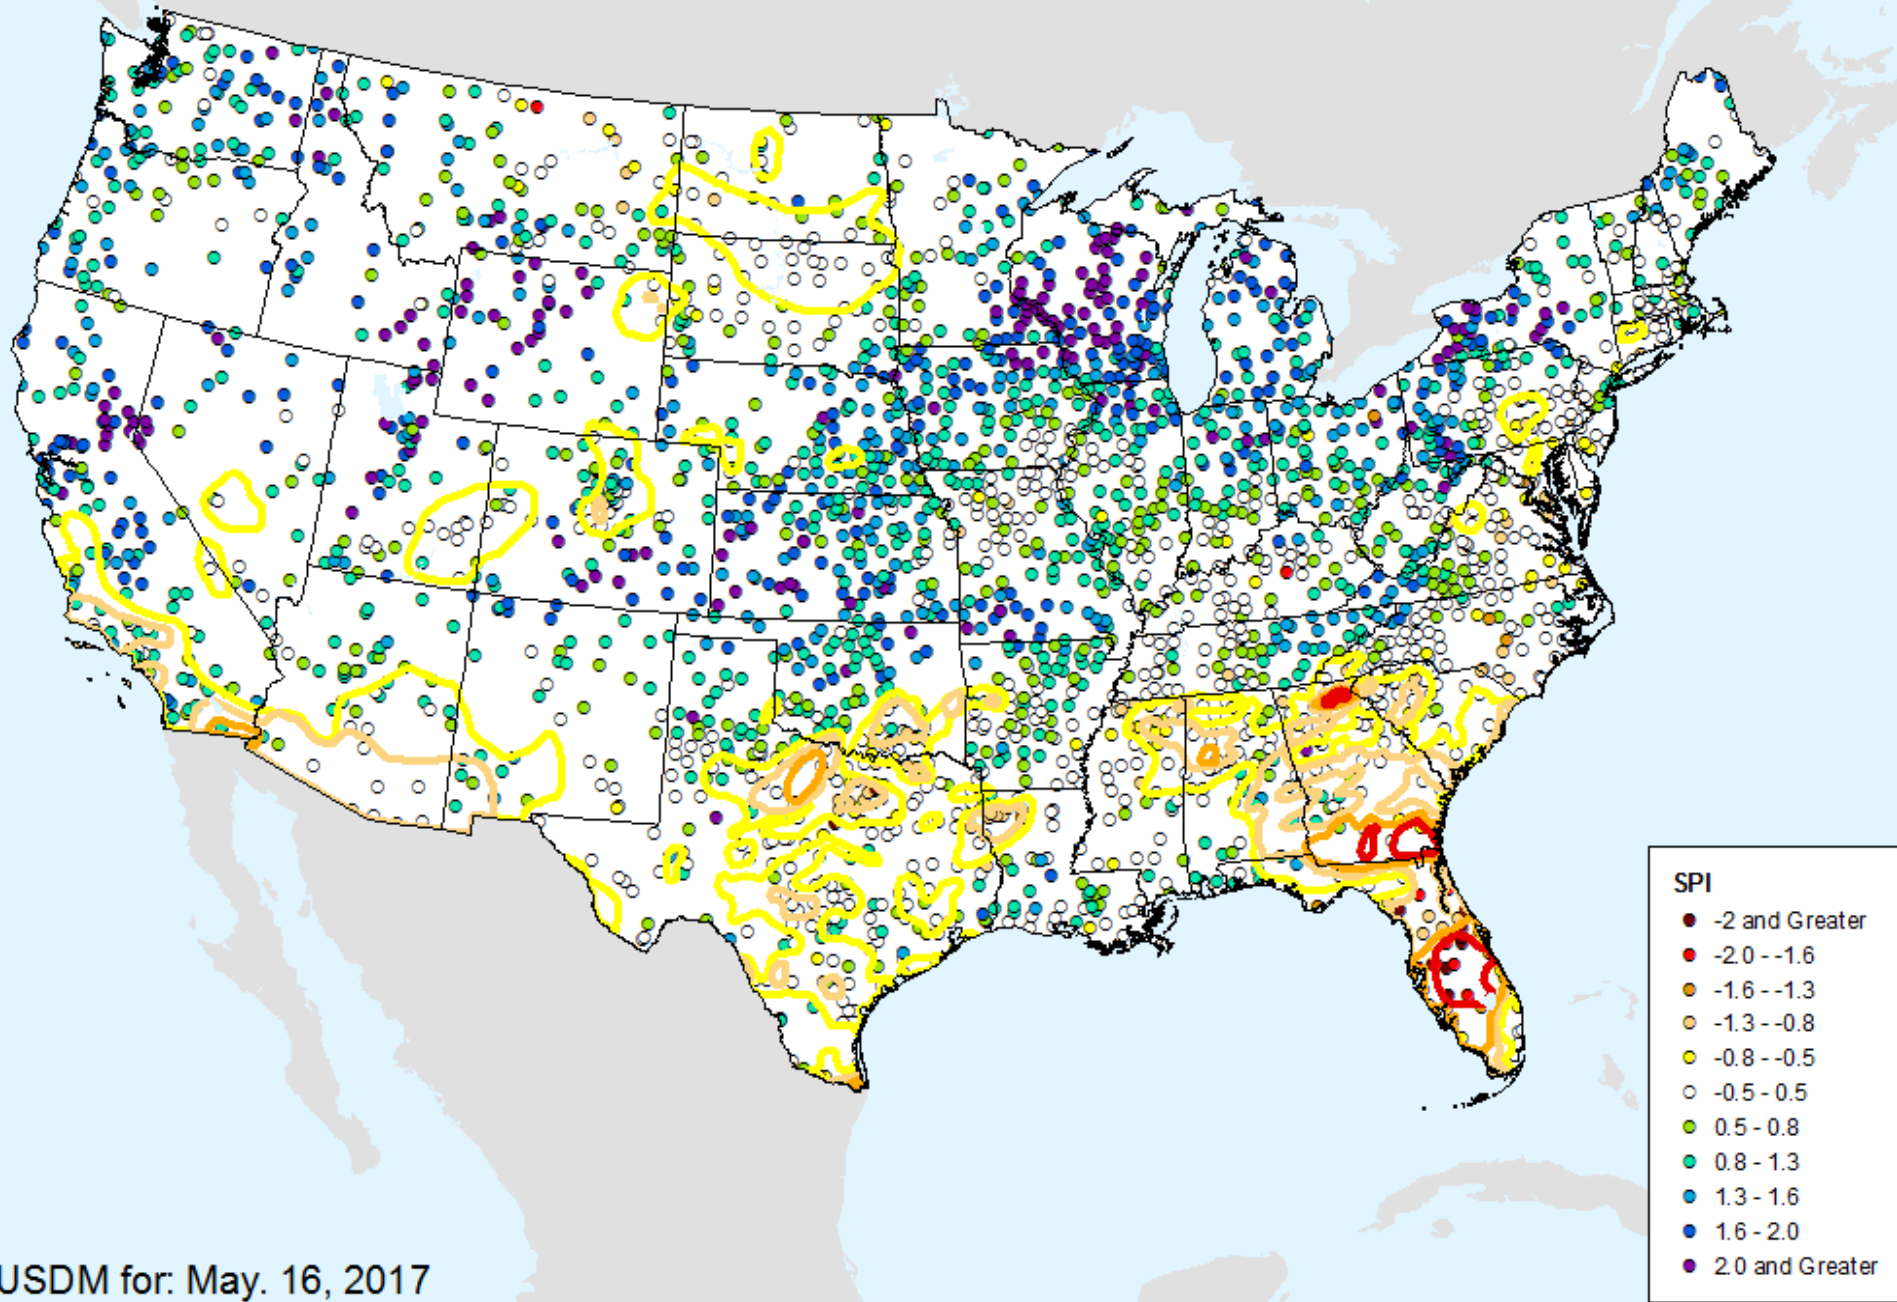 SPI
-2 and Greater
-2.0 - -1.6
-1.6 - -1.3
-1.3 - -0.8
-0.8 - -0.5
-0.5 - 0.5
0.5 - 0.8
0.8 - 1.3
1.3 - 1.6
1.6 - 2.0
2.0 and Greater
USDM for: May. 16, 2017